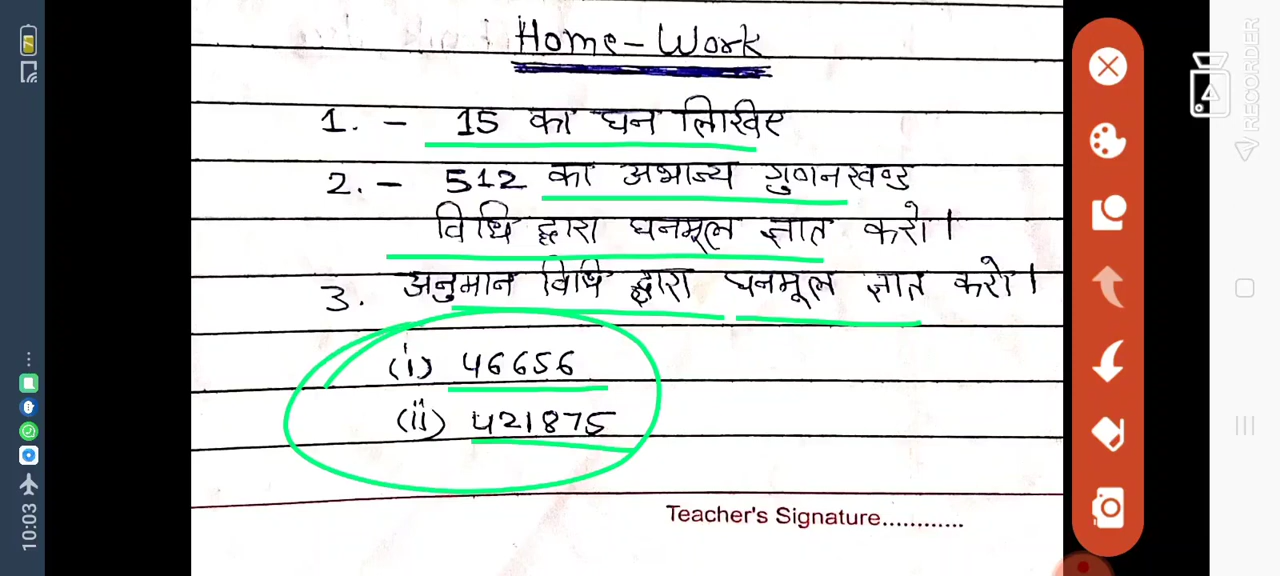 Home-Work
1. - 15 का घन लिखिए
2. - 512 का अभाज्य गुणनखण्ड
विधि द्वारा घनमूल ज्ञात करो।
3. अनुमान विधि द्वारा घनमूल ज्ञात करो।
(i) 46656
(ii) 421875
Teacher's Signature............
10:03
RECORDER